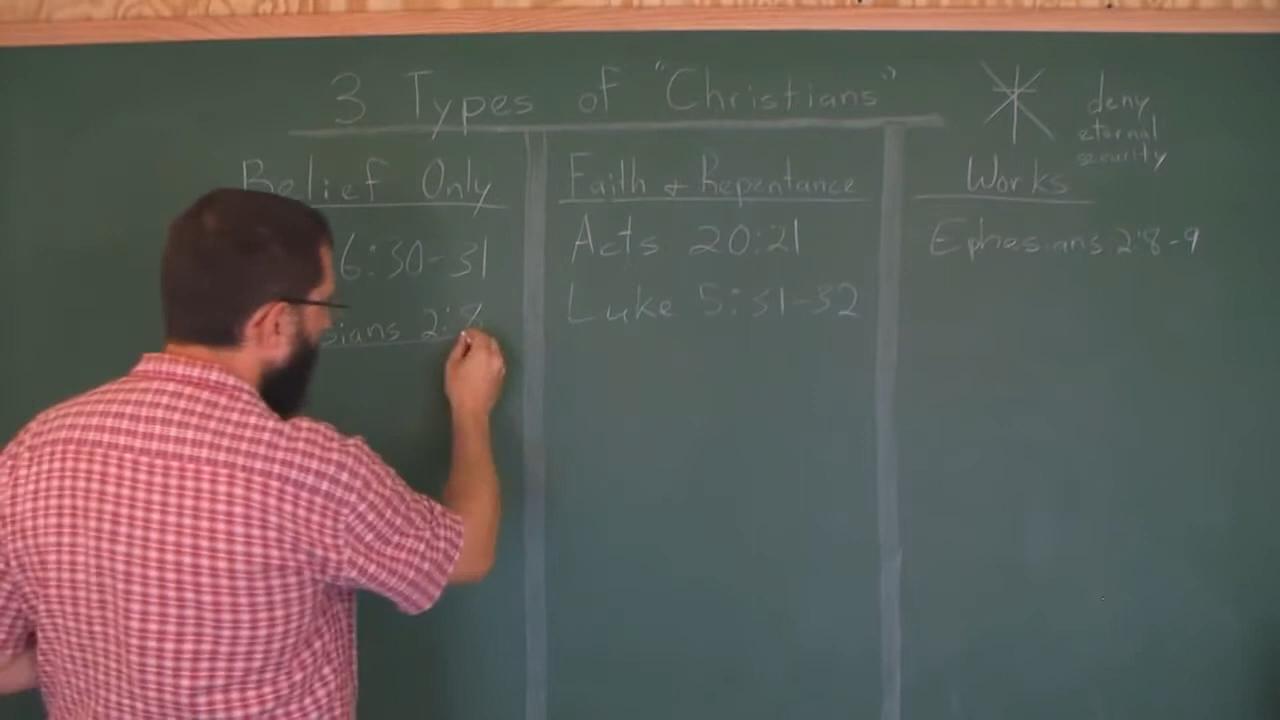 3 Types of "Christians"
deny
eternal
security
Belief Only
6:30-31
sians 2:8
Faith & Repentance
Acts 20:21
Luke 5:31-32
Works
Ephesians 2:8-9